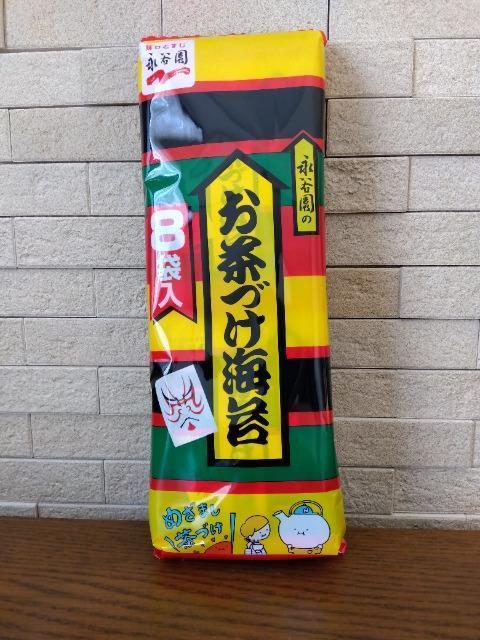 味ひとすじ
永谷園
永谷園の
お茶づけ海苔
8袋入
めざまし
茶づけ